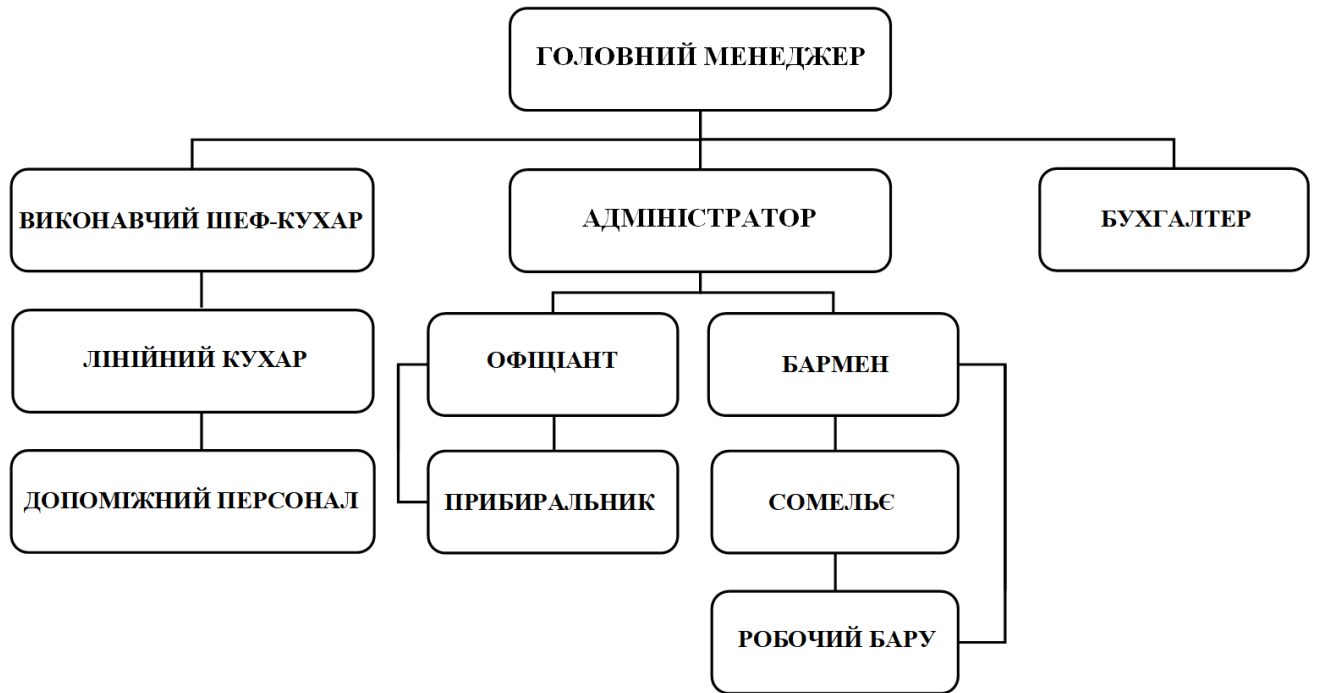 ГОЛОВНИЙ МЕНЕДЖЕР
ВИКОНАВЧИЙ ШЕФ-КУХАР
АДМІНІСТРАТОР
БУХГАЛТЕР
ЛІНІЙНИЙ КУХАР
ОФІЦІАНТ
БАРМЕН
ДОПОМІЖНИЙ ПЕРСОНАЛ
ПРИБИРАЛЬНИК
СОМЕЛЬЄ
РОБОЧИЙ БАРУ